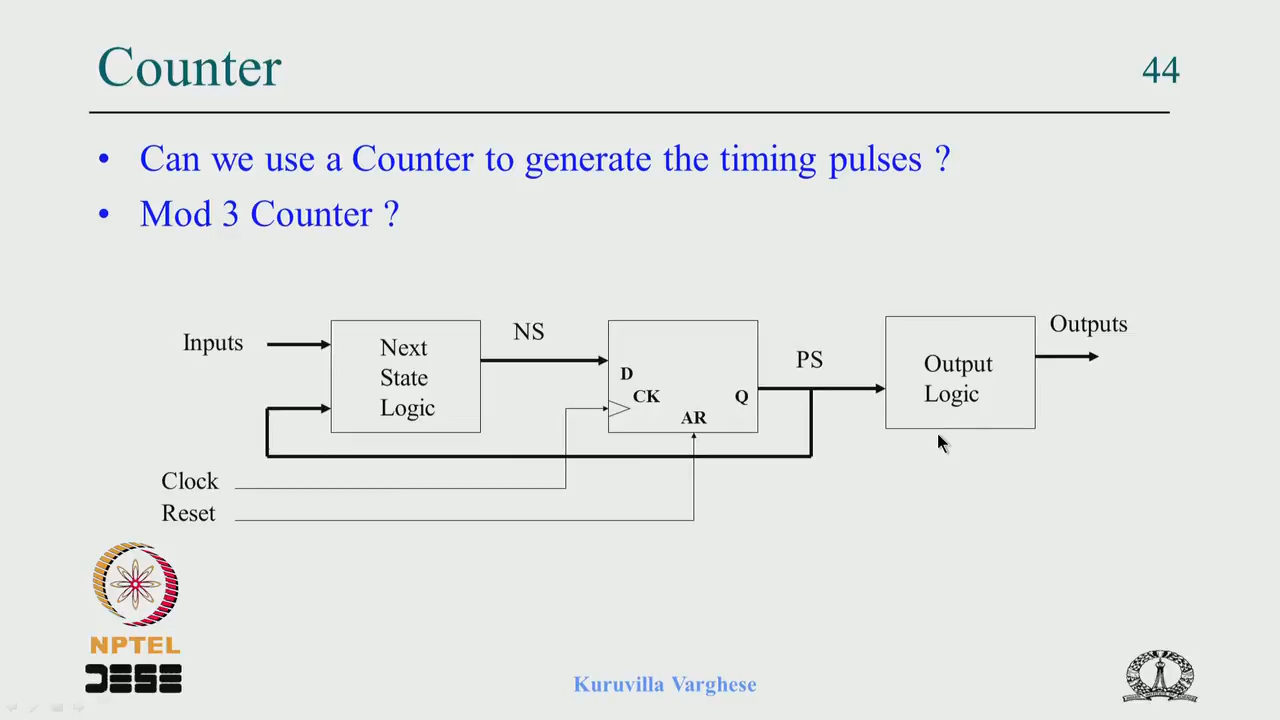 Counter
44
• Can we use a Counter to generate the timing pulses ?
• Mod 3 Counter ?
Inputs
Next
State
Logic
NS
D
CK
AR
Q
PS
Output
Logic
Outputs
Clock
Reset
NPTEL
DESE
Kuruvilla Varghese